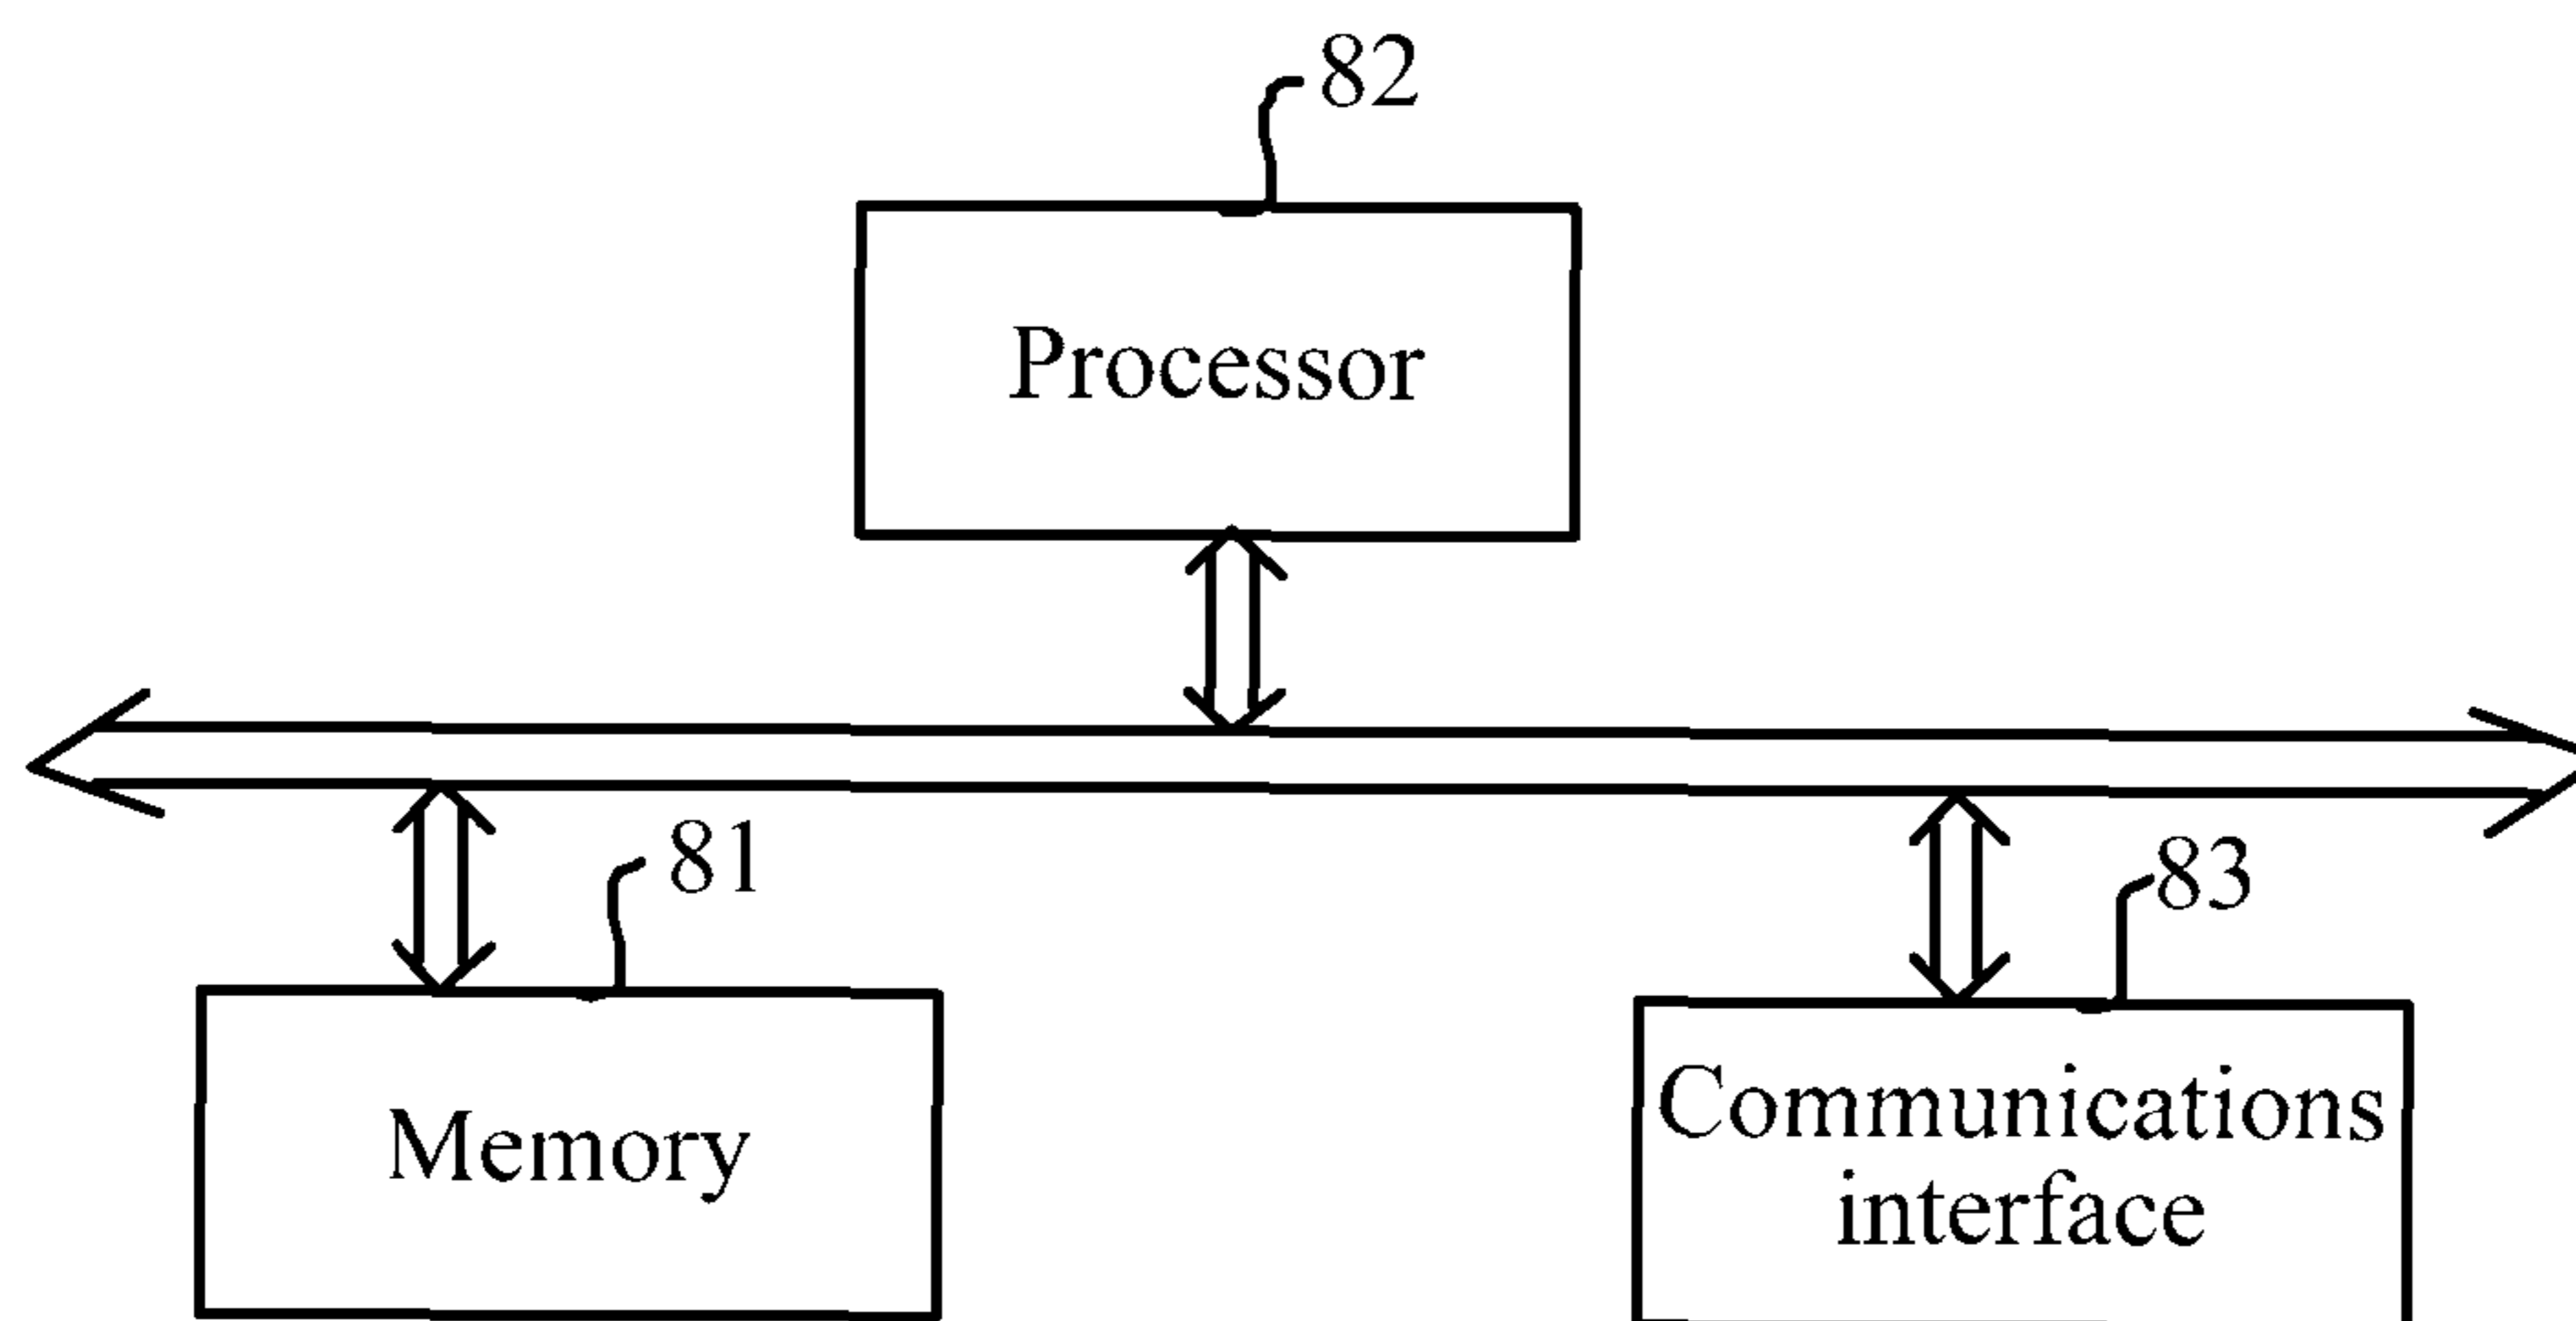 82
Processor
81
83
Memory
Communications
interface